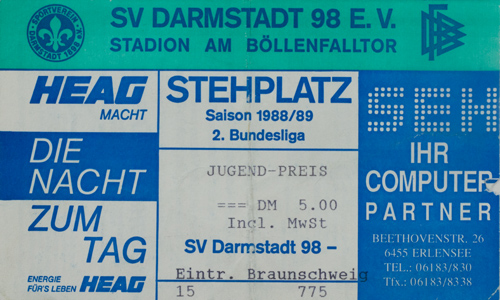 SV DARMSTADT 98 E. V.
STADION AM BÖLLENFALLTOR
DFB
HEAG
MACHT
DIE
NACHT
ZUM
TAG
ENERGIE
FÜR'S LEBEN HEAG
STEHPLATZ
Saison 1988/89
2. Bundesliga
JUGEND-PREIS
=== DM 5.00
Incl. MwSt
SV Darmstadt 98 –
Eintr. Braunschweig
15 775
SEH
IHR
COMPUTER
PARTNER
BEETHOVENSTR. 26
6455 ERLENSEE
TEL.: 06183/830
Tfx.: 06183/8338